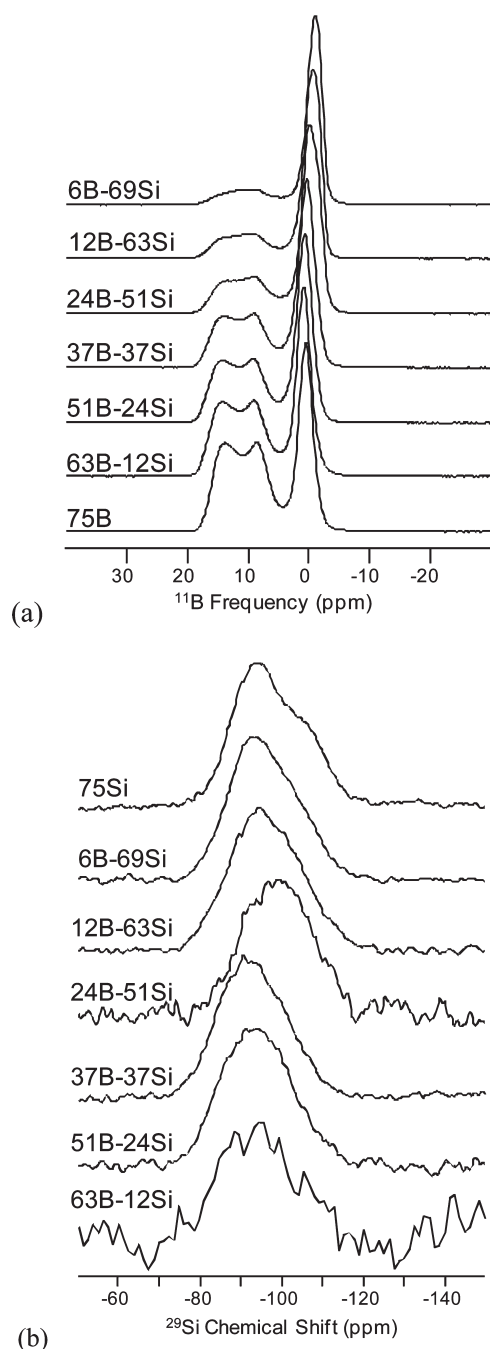 6B-69Si
12B-63Si
24B-51Si
37B-37Si
51B-24Si
63B-12Si
75B
30 20 10 0 -10 -20
¹¹B Frequency (ppm)
(a)
75Si
6B-69Si
12B-63Si
24B-51Si
37B-37Si
51B-24Si
63B-12Si
-60 -80 -100 -120 -140
²⁹Si Chemical Shift (ppm)
(b)